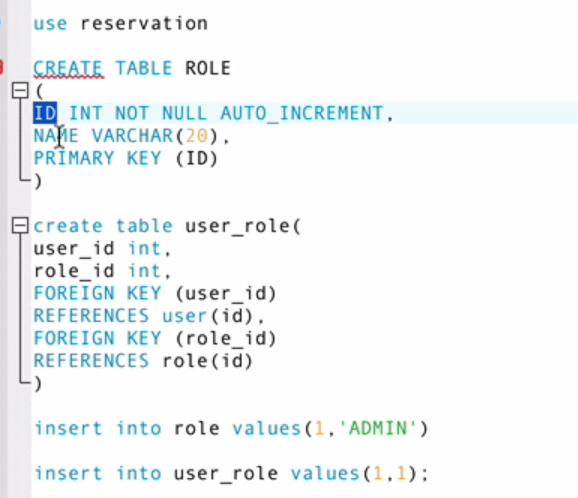 use reservation
CREATE TABLE ROLE
(
ID INT NOT NULL AUTO_INCREMENT,
NAME VARCHAR(20),
PRIMARY KEY (ID)
)
create table user_role(
user_id int,
role_id int,
FOREIGN KEY (user_id)
REFERENCES user(id),
FOREIGN KEY (role_id)
REFERENCES role(id)
)
insert into role values(1,'ADMIN')
insert into user_role values(1,1);